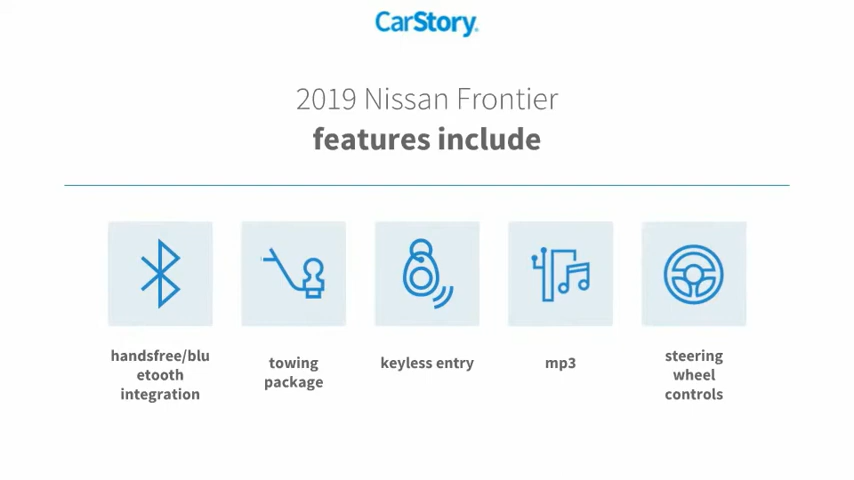 CarStory.
2019 Nissan Frontier
features include
handsfree/blu
etooth
integration
towing
package
keyless entry
mp3
steering
wheel
controls